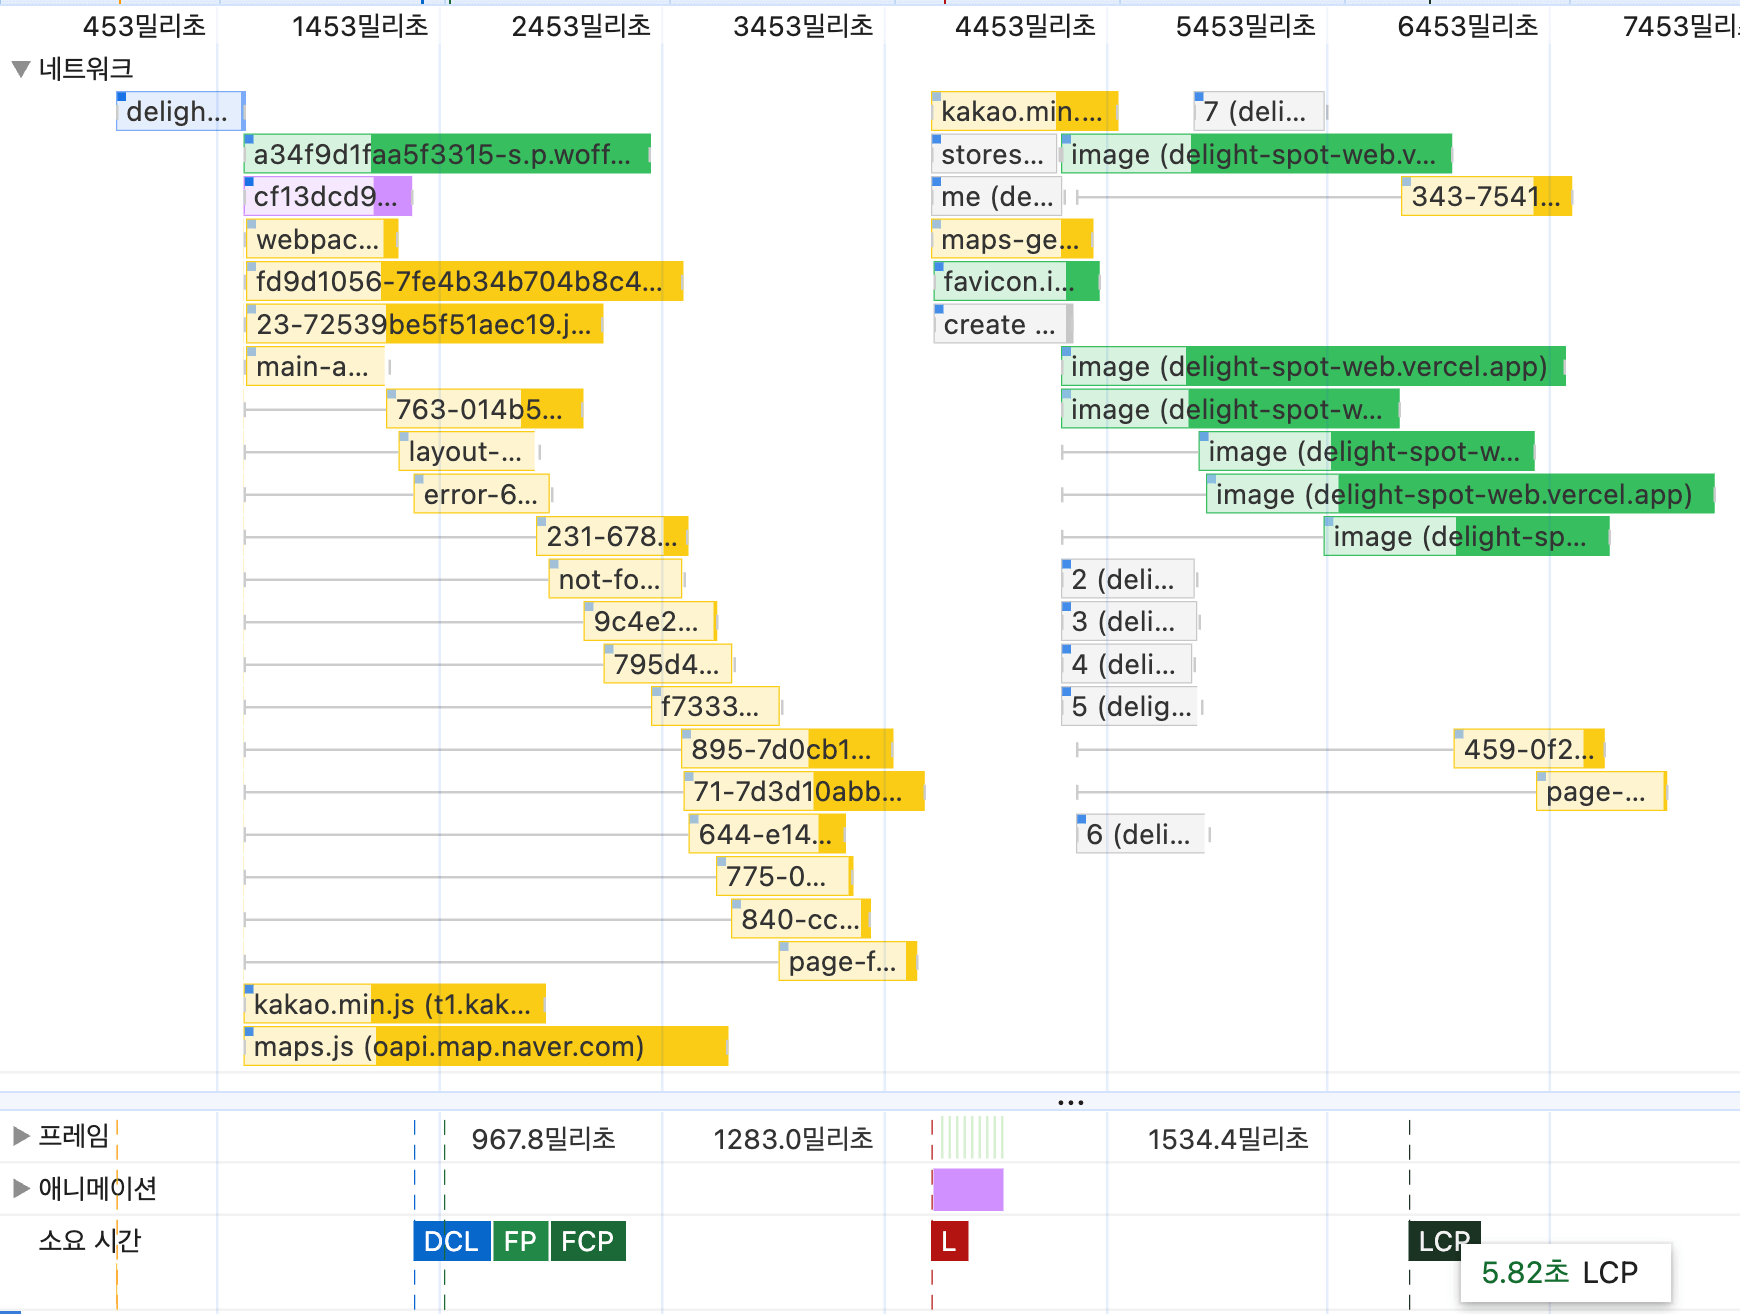 453밀리초 1453밀리초 2453밀리초 3453밀리초 4453밀리초 5453밀리초 6453밀리초 7453밀리초
네트워크
deligh... kakao.min.... 7 (deli...
a34f9d1faa5f3315-s.p.woff... stores... image (delight-spot-web.v...
cf13dcd9... me (de... 343-7541...
webpac... maps-ge...
fd9d1056-7fe4b34b704b8c4... favicon.i...
23-72539be5f51aec19.j... create ...
main-a... image (delight-spot-web.vercel.app)
763-014b5... image (delight-spot-w...
layout-... image (delight-spot-w...
error-6... image (delight-spot-web.vercel.app)
231-678... image (delight-sp...
not-fo... 2 (deli...
9c4e2... 3 (deli...
795d4... 4 (deli...
f7333... 5 (delig...
895-7d0cb1... 459-0f2...
71-7d3d10abb... page-...
644-e14... 6 (deli...
775-0...
840-cc...
page-f...
kakao.min.js (t1.kak...
maps.js (oapi.map.naver.com)
...
프레임 967.8밀리초 1283.0밀리초 1534.4밀리초
애니메이션
소요 시간 DCL FP FCP L LCP
5.82초 LCP